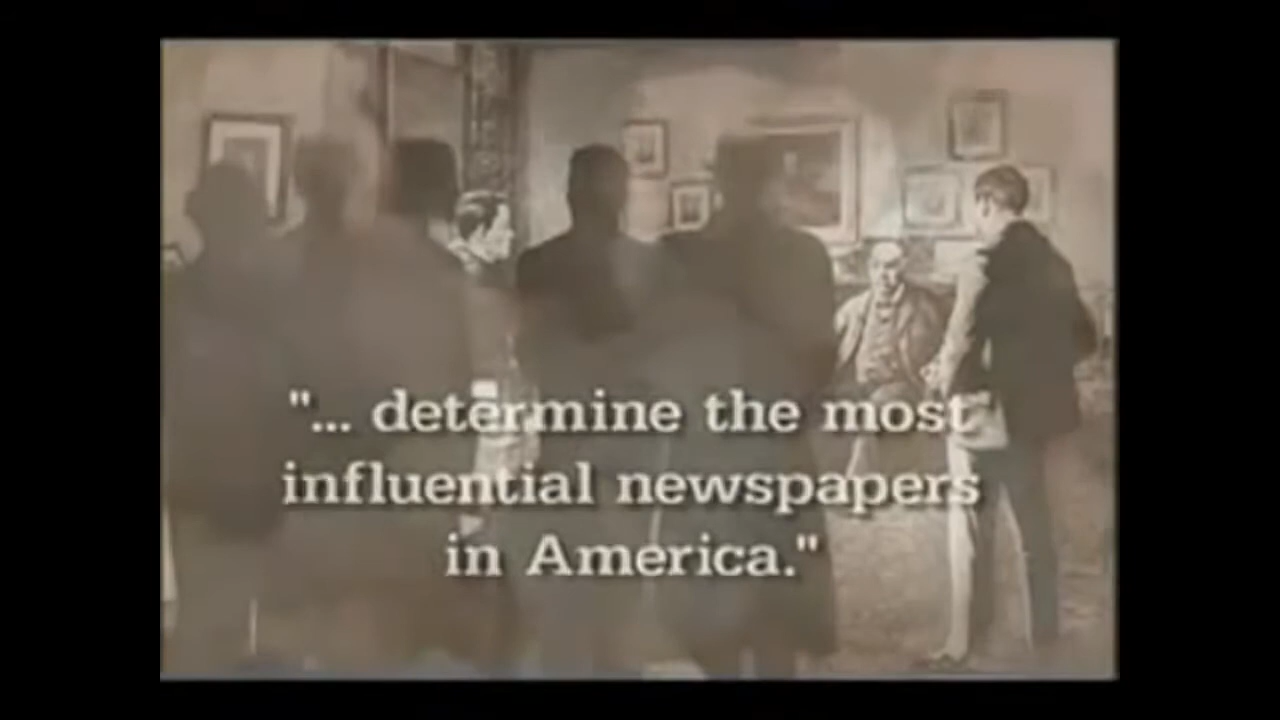 "... determine the most
influential newspapers
in America."